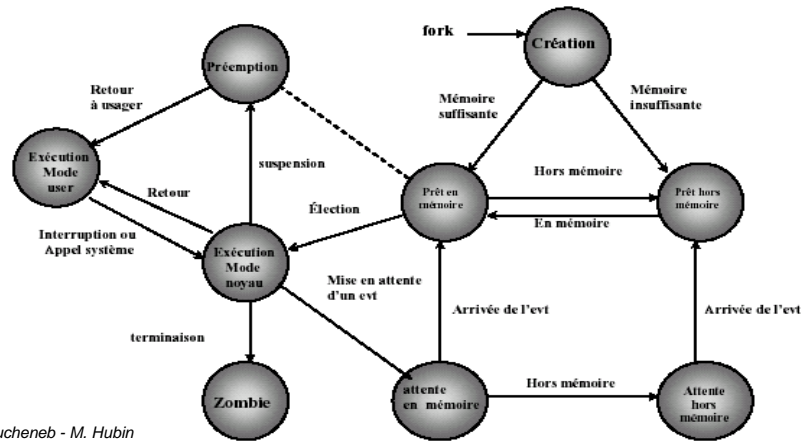 fork
Création
Préemption
Retour
à usager
Mémoire
suffisante
Mémoire
insuffisante
Exécution
Mode
user
suspension
Retour
Prêt en
mémoire
Hors mémoire
Prêt hors
mémoire
En mémoire
Élection
Interruption ou
Appel système
Exécution
Mode
noyau
Mise en attente
d'un evt
Arrivée de l'evt
Arrivée de l'evt
terminaison
Zombie
attente
en mémoire
Hors mémoire
Attente
hors
mémoire
ucheneb - M. Hubin